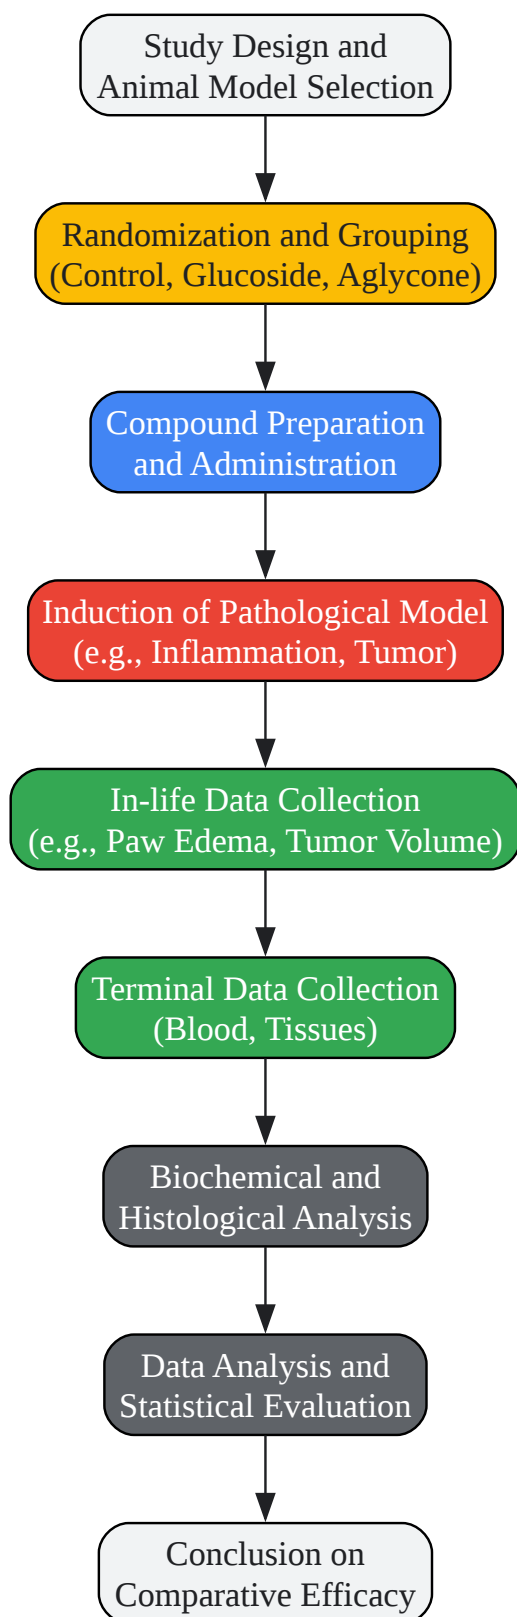 Study Design and
Animal Model Selection
Randomization and Grouping
(Control, Glucoside, Aglycone)
Compound Preparation
and Administration
Induction of Pathological Model
(e.g., Inflammation, Tumor)
In-life Data Collection
(e.g., Paw Edema, Tumor Volume)
Terminal Data Collection
(Blood, Tissues)
Biochemical and
Histological Analysis
Data Analysis and
Statistical Evaluation
Conclusion on
Comparative Efficacy